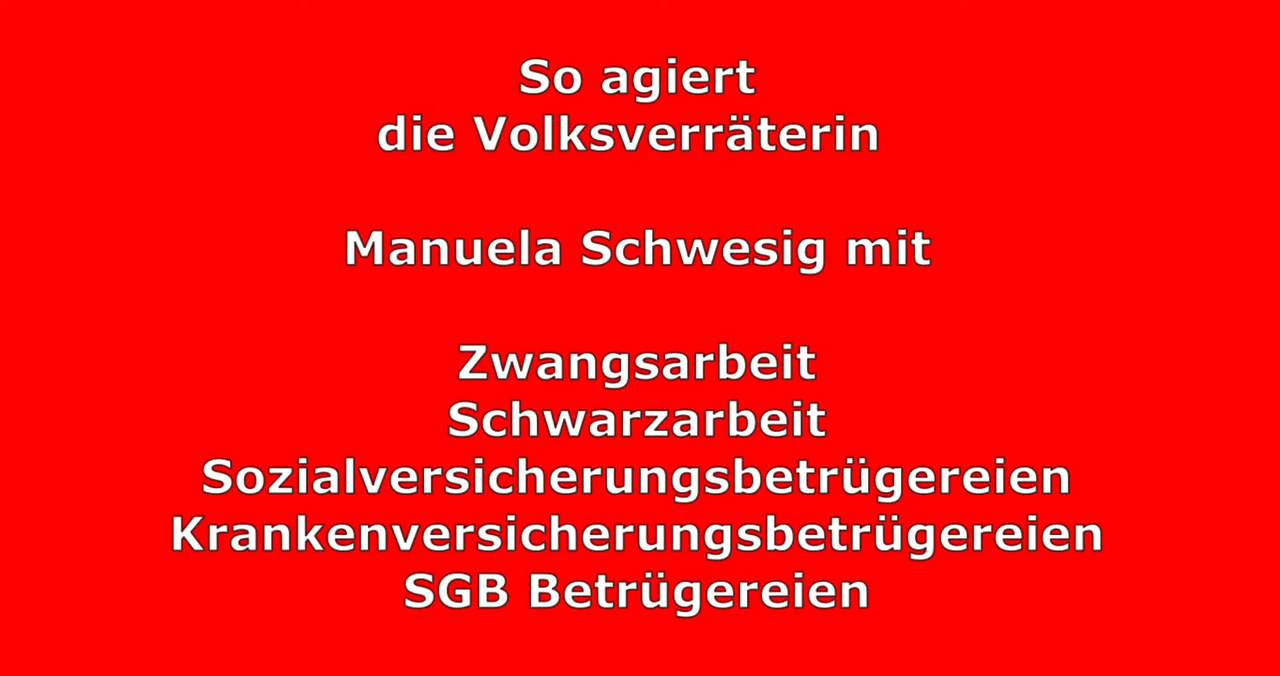 So agiert
die Volksverräterin
Manuela Schwesig mit
Zwangsarbeit
Schwarzarbeit
Sozialversicherungsbetrügereien
Krankenversicherungsbetrügereien
SGB Betrügereien